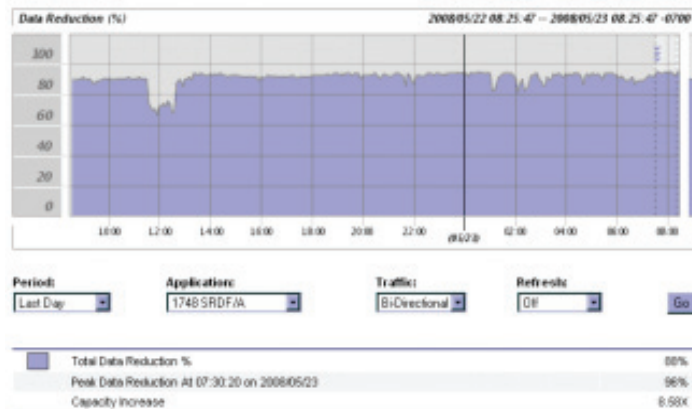 Data Reduction (%) 2008/05/22 08.25.47 -- 2008/05/23 08.25.47 -0700
100
80
60
40
20
0
10:00 12:00 14:00 16:00 18:00 20:00 22:00 (05/23) 02:00 04:00 06:00 08:00
Period: Application: Traffic: Refresh:
Last Day 1748 SRDF/A Bi-Directional Off Go
Total Data Reduction % 88%
Peak Data Reduction At 07:30:20 on 2008/05/23 96%
Capacity Increase 8.58X